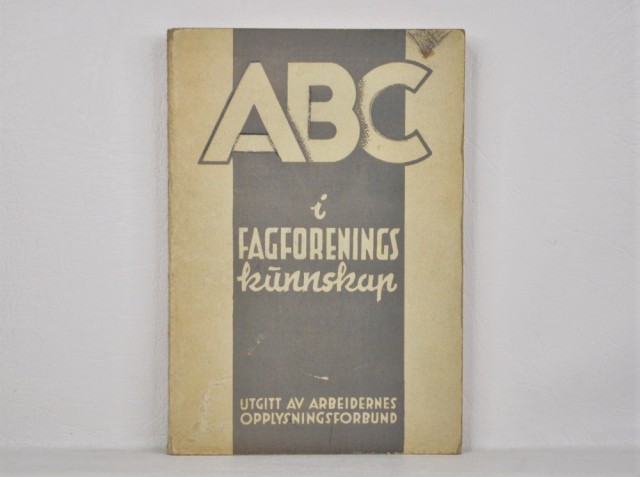 ABC
i
FAGFORENINGS
kunnskap
UTGITT AV ARBEIDERNES
OPPLYSNINGSFORBUND